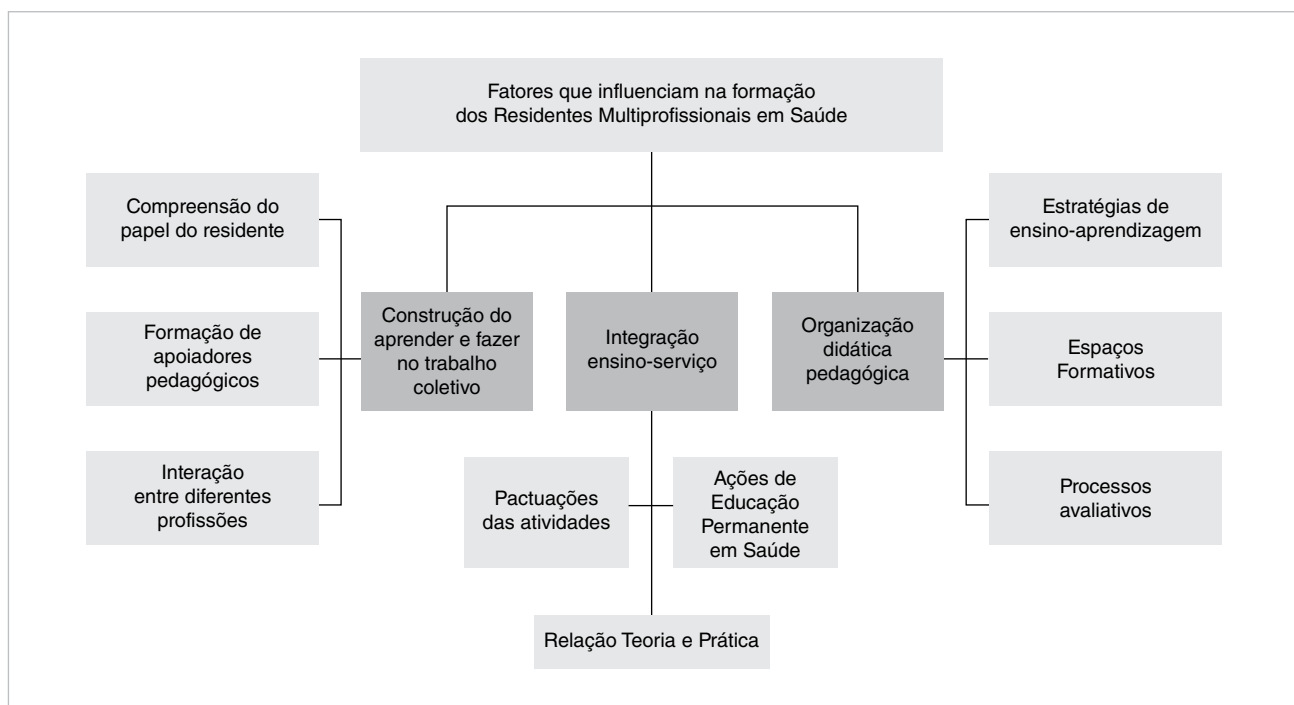 Fatores que influenciam na formação
dos Residentes Multiprofissionais em Saúde
Compreensão do
papel do residente
Formação de
apoiadores
pedagógicos
Interação
entre diferentes
profissões
Construção do
aprender e fazer
no trabalho
coletivo
Integração
ensino-serviço
Organização
didática
pedagógica
Pactuações
das atividades
Ações de
Educação
Permanente
em Saúde
Relação Teoria e Prática
Estratégias de
ensino-aprendizagem
Espaços
Formativos
Processos
avaliativos